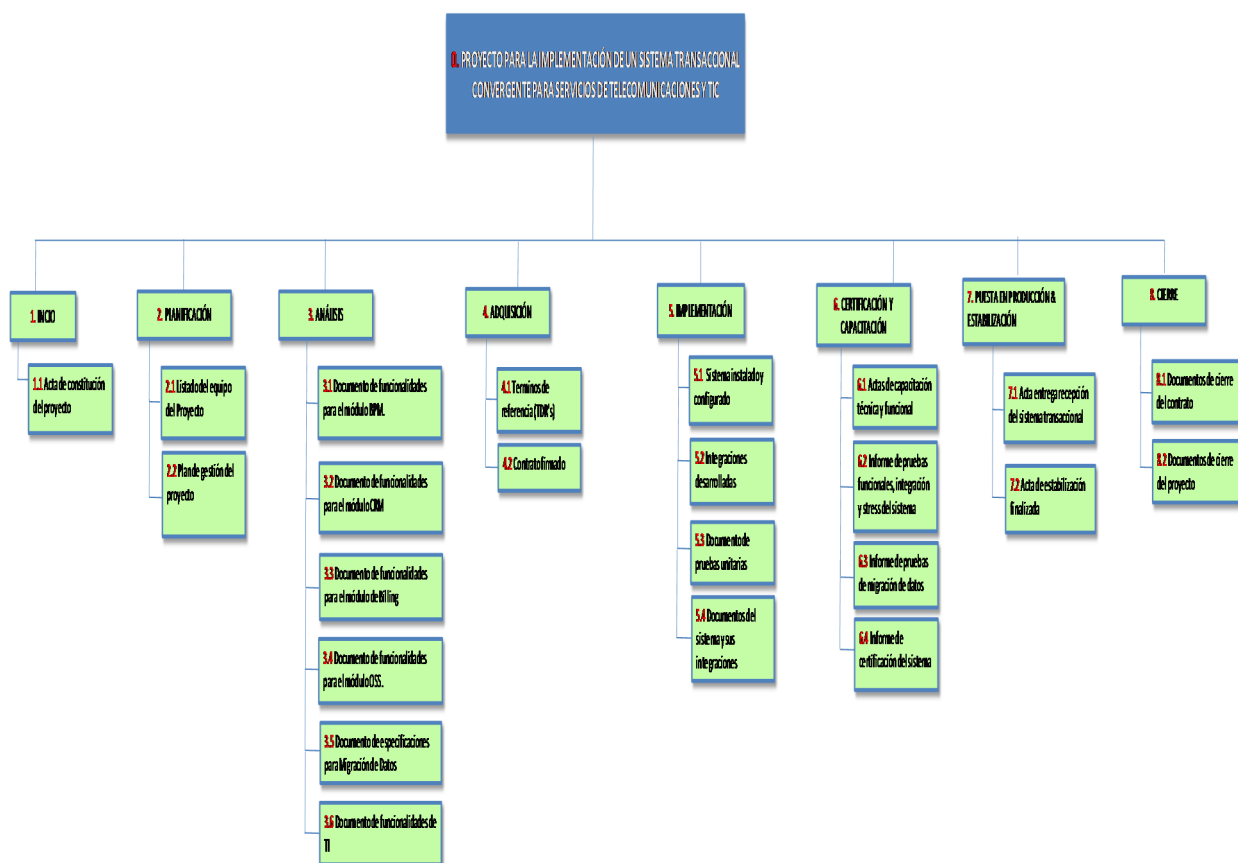 0. PROYECTO PARA LA IMPLEMENTACIÓN DE UN SISTEMA TRANSACCIONAL
CONVERGENTE PARA SERVICIOS DE TELECOMUNICACIONES Y TIC
1. INICIO
1.1 Acta de constitución
del proyecto
2. PLANIFICACIÓN
2.1 Listado del equipo
del Proyecto
2.2 Plan de gestión del
proyecto
3. ANÁLISIS
3.1 Documento de funcionalidades
para el módulo BPM.
3.2 Documento de funcionalidades
para el módulo CRM
3.3 Documento de funcionalidades
para el módulo de Billing
3.4 Documento de funcionalidades
para el módulo OSS.
3.5 Documento de especificaciones
para Migración de Datos
3.6 Documento de funcionalidades de
TI
4. ADQUISICIÓN
4.1 Terminos de
referencia (TDR's)
4.2 Contrato firmado
5. IMPLEMENTACIÓN
5.1 Sistema instalado y
configurado
5.2 Integraciones
desarrolladas
5.3 Documento de
pruebas unitarias
5.4 Documentos del
sistema y sus
integraciones
6. CERTIFICACIÓN Y
CAPACITACIÓN
6.1 Actas de capacitación
técnica y funcional
6.2 Informe de pruebas
funcionales, integración
y stress del sistema
6.3 Informe de pruebas
de migración de datos
6.4 Informe de
certificación del sistema
7. PUESTA EN PRODUCCIÓN &
ESTABILIZACIÓN
7.1 Acta entrega recepción
del sistema transaccional
7.2 Acta de estabilización
finalizada
8. CIERRE
8.1 Documentos de cierre
del contrato
8.2 Documentos de cierre
del proyecto